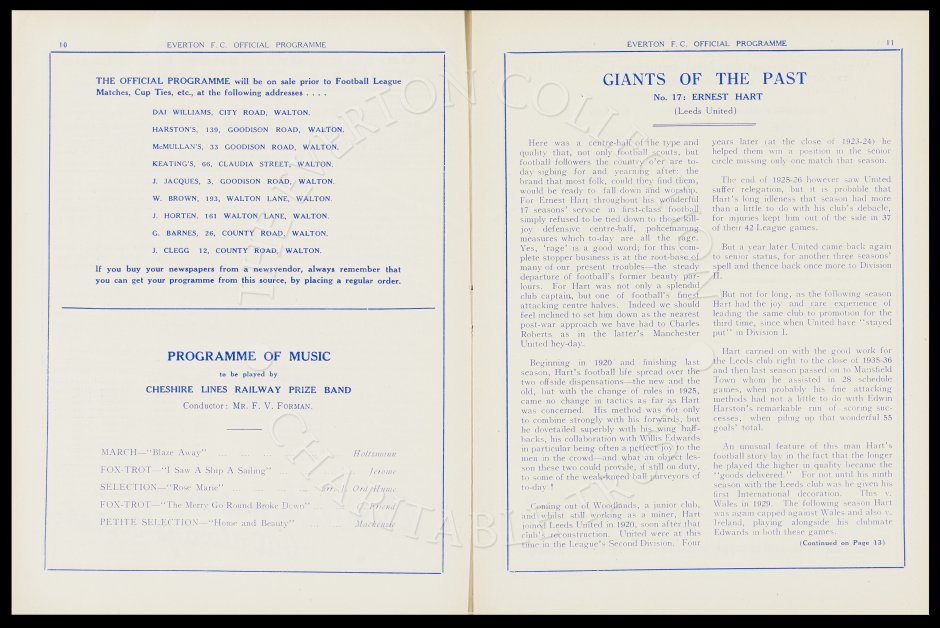 10
EVERTON F. C. OFFICIAL PROGRAMME
THE OFFICIAL PROGRAMME will be on sale prior to Football League
Matches, Cup Ties, etc., at the following addresses . . . .
DAI WILLIAMS, CITY ROAD, WALTON.
HARSTON'S, 139, GOODISON ROAD, WALTON.
McMULLAN'S, 33 GOODISON ROAD, WALTON.
KEATING'S, 66, CLAUDIA STREET, WALTON.
J. JACQUES, 3, GOODISON ROAD, WALTON.
W. BROWN, 193, WALTON LANE, WALTON.
J. HORTEN, 161 WALTON LANE, WALTON.
G. BARNES, 26, COUNTY ROAD, WALTON.
J. CLEGG 12, COUNTY ROAD, WALTON.
If you buy your newspapers from a newsvendor, always remember that
you can get your programme from this source, by placing a regular order.
PROGRAMME OF MUSIC
to be played by
CHESHIRE LINES RAILWAY PRIZE BAND
Conductor: MR. F. V. FORMAN.
MARCH—"Blaze Away" ... Holtzmann
FOX-TROT—"I Saw A Ship A Sailing" ... Jerome
SELECTION—"Rose Marie" ... arr. Ord Hume
FOX-TROT—"The Merry Go Round Broke Down" ... Friend
PETITE SELECTION—"Home and Beauty" ... Mackenzie
EVERTON F. C. OFFICIAL PROGRAMME
11
GIANTS OF THE PAST
No. 17: ERNEST HART
(Leeds United)
Here was a centre-half of the type and
quality that, not only football scouts, but
football followers the country o'er are to-
day sighing for and yearning after: the
brand that most folk, could they find them,
would be ready to fall down and worship.
For Ernest Hart throughout his wonderful
17 seasons' service in first-class football
simply refused to be tied down to those kill-
joy defensive centre-half, policemaning
measures which to-day are all the rage.
Yes, 'rage' is a good word; for this com-
plete stopper business is at the root-base of
many of our present troubles—the steady
departure of football's former beauty par-
lours. For Hart was not only a splendid
club captain, but one of football's finest
attacking centre halves. Indeed we should
feel inclined to set him down as the nearest
post-war approach we have had to Charles
Roberts as in the latter's Manchester
United hey-day.
Beginning in 1920 and finishing last
season, Hart's football life spread over the
two offside dispensations—the new and the
old, but with the change of rules in 1925,
came no change in tactics as far as Hart
was concerned. His method was not only
to combine strongly with his forwards, but
he dovetailed superbly with his wing half-
backs, his collaboration with Willis Edwards
in particular being often a perfect joy to the
men in the crowd—and what an object les-
son these two could provide, if still on duty,
to some of the weak-kneed ball purveyors of
to-day !
Coming out of Woodlands, a junior club,
and whilst still working as a miner, Hart
joined Leeds United in 1920, soon after that
club's reconstruction. United were at this
time in the League's Second Division. Four
years later (at the close of 1923-24) he
helped them win a position in the senior
circle missing only one match that season.
The end of 1925-26 however saw United
suffer relegation, but it is probable that
Hart's long idleness that season had more
than a little to do with his club's debacle,
for injuries kept him out of the side in 37
of their 42 League games.
But a year later United came back again
to senior status, for another three seasons'
spell and thence back once more to Division
II.
But not for long, as the following season
Hart had the joy and rare experience of
leading the same club to promotion for the
third time, since when United have "stayed
put" in Division I.
Hart carried on with the good work for
the Leeds club right to the close of 1935-36
and then last season passed on to Mansfield
Town whom he assisted in 28 schedule
games, when probably his fine attacking
methods had not a little to do with Edwin
Harston's remarkable run of scoring suc-
cesses, when piling up that wonderful 55
goals' total.
An unusual feature of this man Hart's
football story lay in the fact that the longer
he played the higher in quality became the
"goods delivered." For not until his ninth
season with the Leeds club was he given his
first International decoration. This v.
Wales in 1929. The following season Hart
was again capped against Wales and also v.
Ireland, playing alongside his clubmate
Edwards in both these games.
(Continued on Page 13)